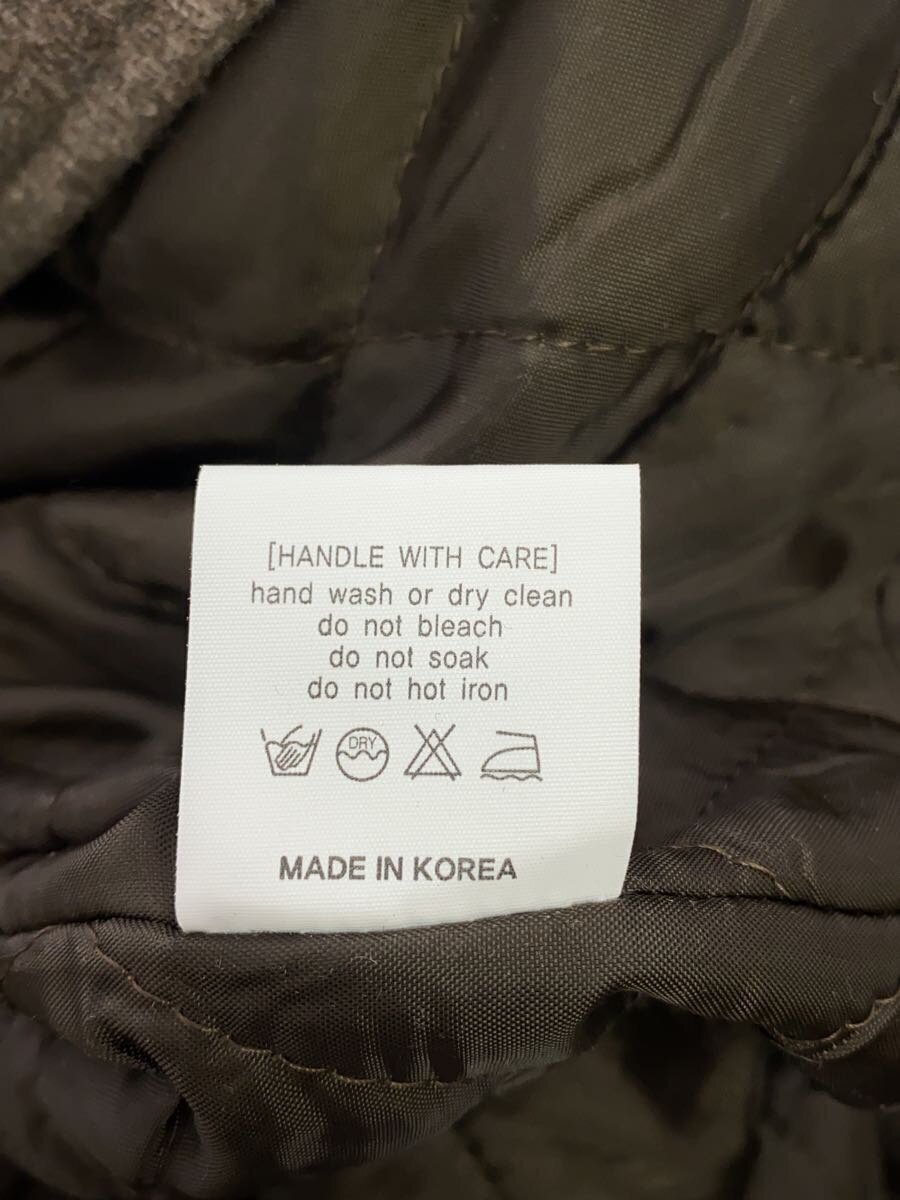 [HANDLE WITH CARE]
hand wash or dry clean
do not bleach
do not soak
do not hot iron
DRY
MADE IN KOREA